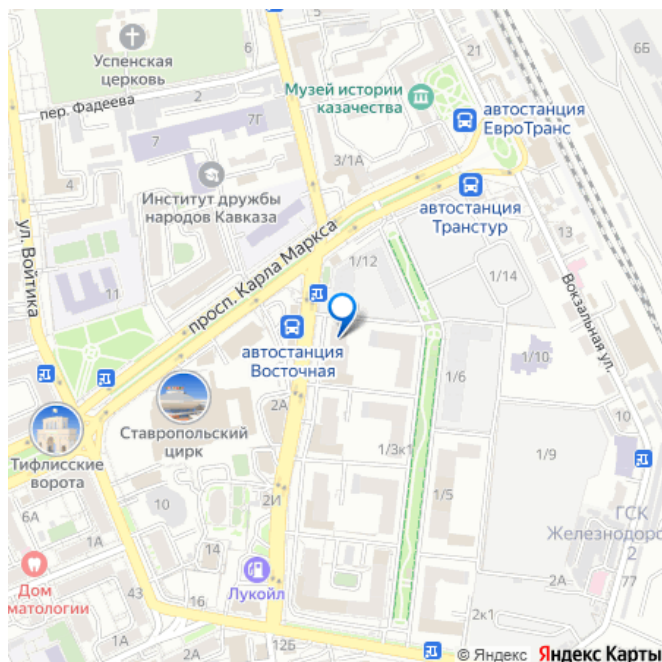 Успенская
церковь
6
пер. Фадеева
2
7
7Г
Музей истории
казачества
21
6Б
автостанция
ЕвроТранс
4
Институт дружбы
народов Кавказа
3/1А
автостанция
Транстур
ул. Войтика
11
просп. Карла Маркса
1/12
13
1/14
Вокзальная ул.
автостанция
Восточная
1/10
1/6
2А
Ставропольский
цирк
Тифлисские
ворота
1/3к1
1/9
10
6А
1А
10
2И
1/5
ГСК
Железнодоро
2
14
Дом
матологии
43
Лукойл
2А
77
2к1
1А
12Б
© Яндекс Яндекс Карты